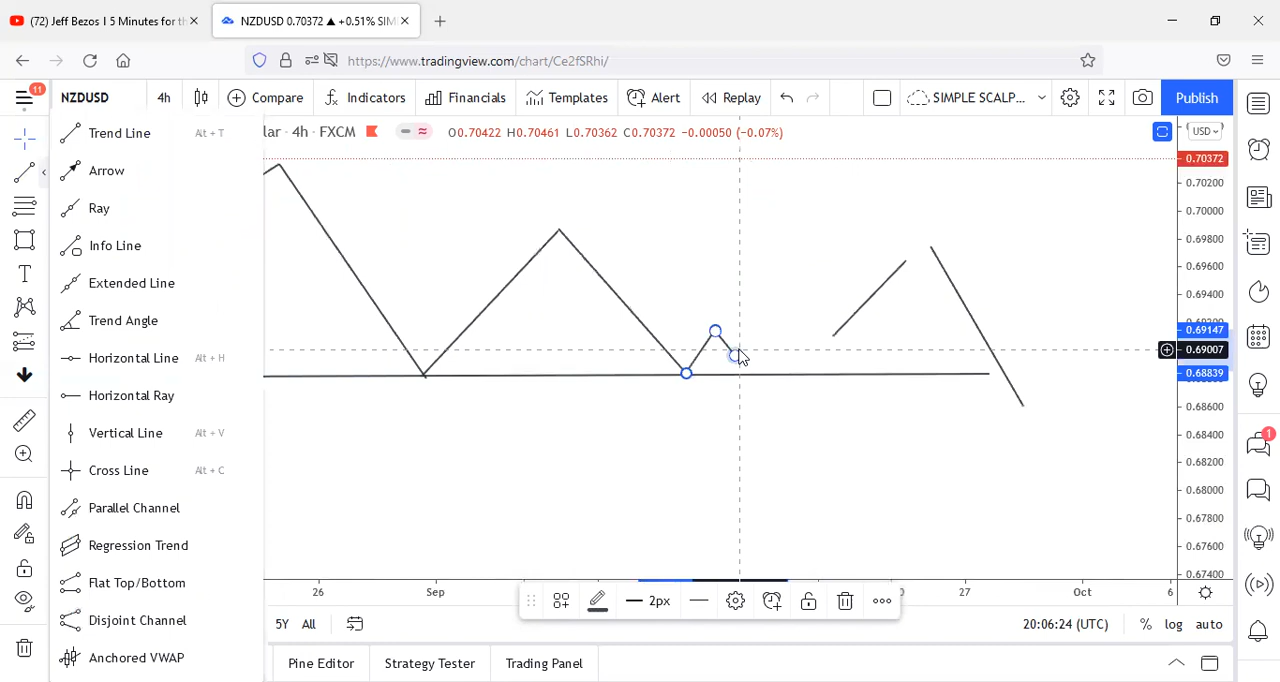 (72) Jeff Bezos I 5 Minutes for th
NZDUSD 0.70372 ▲ +0.51% SIM
https://www.tradingview.com/chart/Ce2fSRhi/
11
NZDUSD
4h
Compare
Indicators
Financials
Templates
Alert
Replay
SIMPLE SCALP...
Publish
Trend Line Alt + T
Arrow
Ray
Info Line
Extended Line
Trend Angle
Horizontal Line Alt + H
Horizontal Ray
Vertical Line Alt + V
Cross Line Alt + C
Parallel Channel
Regression Trend
Flat Top/Bottom
Disjoint Channel
Anchored VWAP
lar · 4h · FXCM
O0.70422 H0.70461 L0.70362 C0.70372 −0.00050 (−0.07%)
USD
0.70372
0.70200
0.70000
0.69800
0.69600
0.69400
0.69147
0.69007
0.68839
0.68600
0.68400
0.68200
0.68000
0.67800
0.67600
0.67400
26
Sep
27
Oct
6
2px
5Y All
20:06:24 (UTC)
% log auto
Pine Editor
Strategy Tester
Trading Panel
1